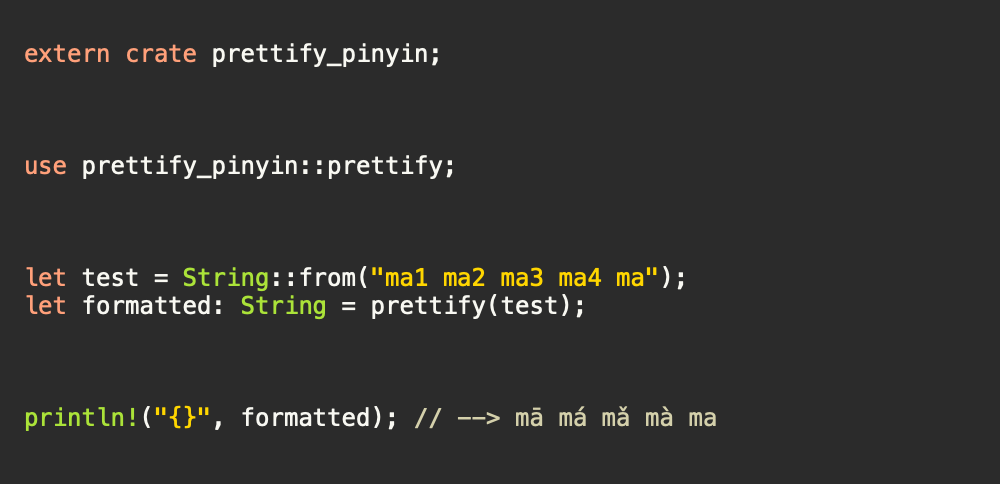 extern crate prettify_pinyin;
use prettify_pinyin::prettify;
let test = String::from("ma1 ma2 ma3 ma4 ma");
let formatted: String = prettify(test);
println!("{}", formatted); // --> mā má mǎ mà ma